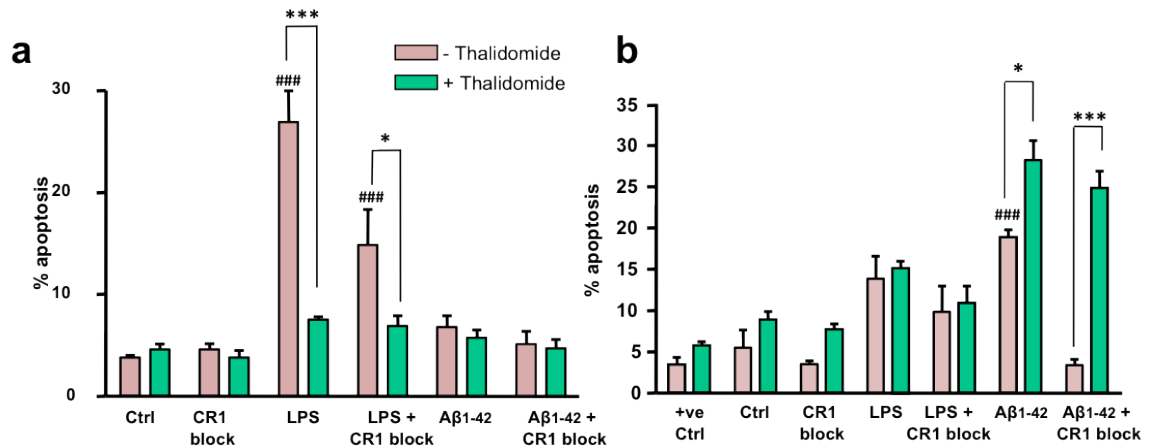 a
***
- Thalidomide
+ Thalidomide
% apoptosis
30
20
10
0
###
*
###
Ctrl
CR1
block
LPS
LPS +
CR1 block
Aβ1-42
Aβ1-42 +
CR1 block
b
*
***
% apoptosis
35
30
25
20
15
10
5
0
###
+ve
Ctrl
Ctrl
CR1
block
LPS
LPS +
CR1 block
Aβ1-42
Aβ1-42 +
CR1 block